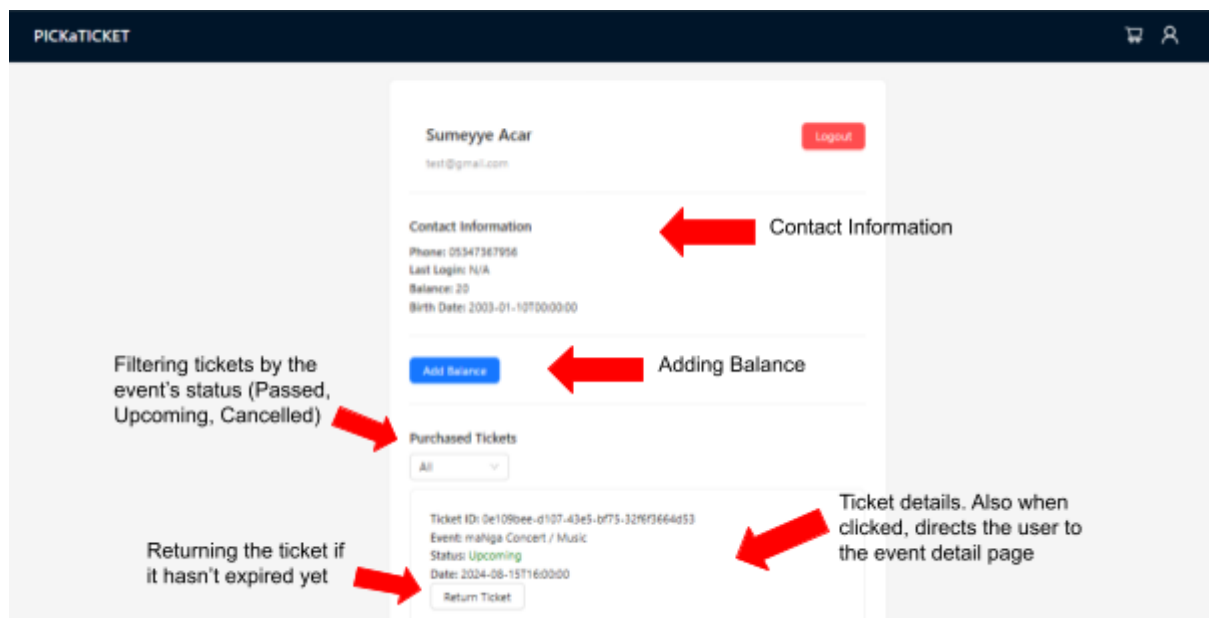 PICKaTICKET
Sumeyye Acar
Logout
test@gmail.com
Contact Information
Contact Information
Phone: 05347367956
Last Login: N/A
Balance: 20
Birth Date: 2003-01-10T00:00:00
Filtering tickets by the
event's status (Passed,
Upcoming, Cancelled)
Add Balance
Adding Balance
Purchased Tickets
All
Ticket ID: 0e109bee-d107-43e5-bf75-32f6f3664d53
Event: maNga Concert / Music
Status: Upcoming
Date: 2024-08-15T16:00:00
Return Ticket
Ticket details. Also when
clicked, directs the user to
the event detail page
Returning the ticket if
it hasn't expired yet